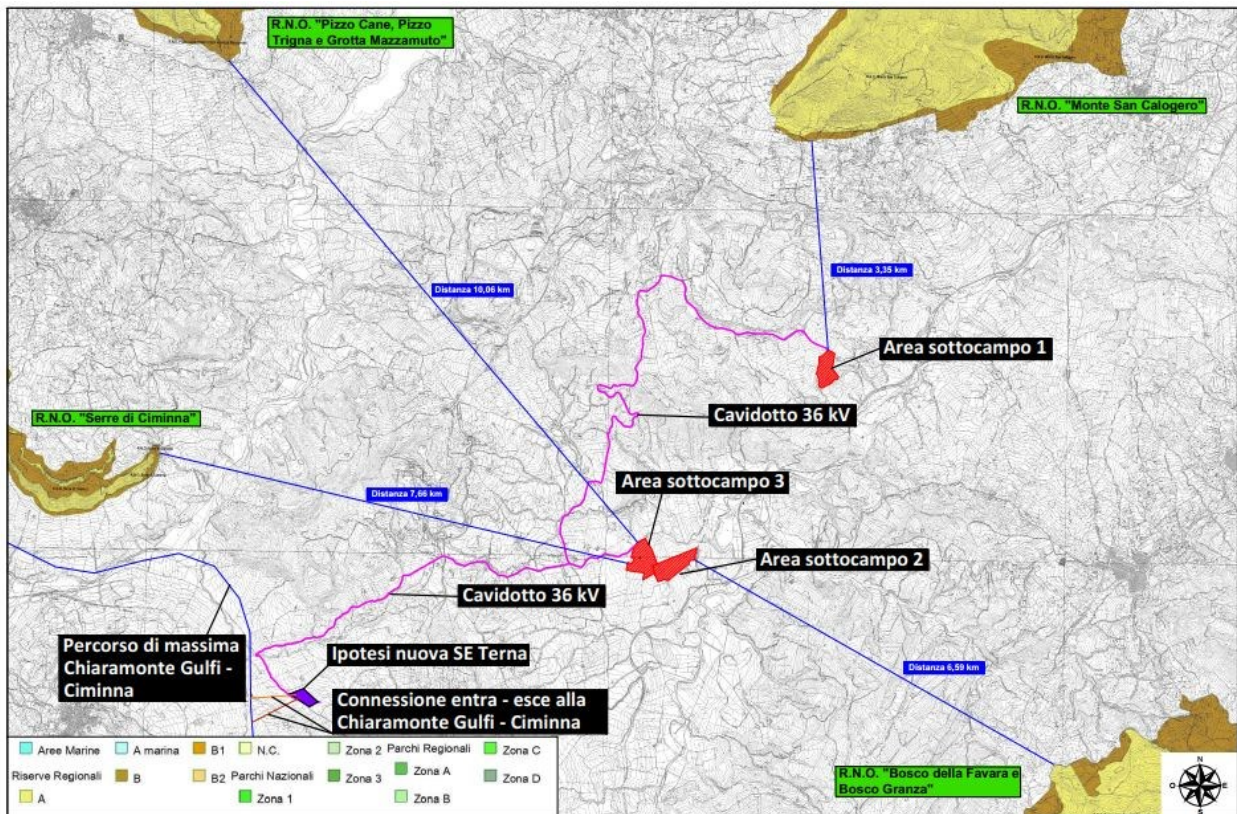 R.N.O. "Pizzo Cane, Pizzo
Trigna e Grotta Mazzamuto"
R.N.O. "Monte San Calogero"
Distanza 3,35 km
Distanza 10,06 km
Area sottocampo 1
Cavidotto 36 kV
R.N.O. "Serre di Ciminna"
Area sottocampo 3
Distanza 7,66 km
Area sottocampo 2
Cavidotto 36 kV
Percorso di massima
Chiaramonte Gulfi -
Ciminna
Ipotesi nuova SE Terna
Distanza 6,59 km
Connessione entra - esce alla
Chiaramonte Gulfi - Ciminna
R.N.O. "Bosco della Favara e
Bosco Granza"
Aree Marine
A marina
B1
N.C.
Zona 2
Parchi Regionali
Zona C
Riserve Regionali
B
B2
Parchi Nazionali
Zona 3
Zona A
Zona D
A
Zona 1
Zona B
N
O
E
S